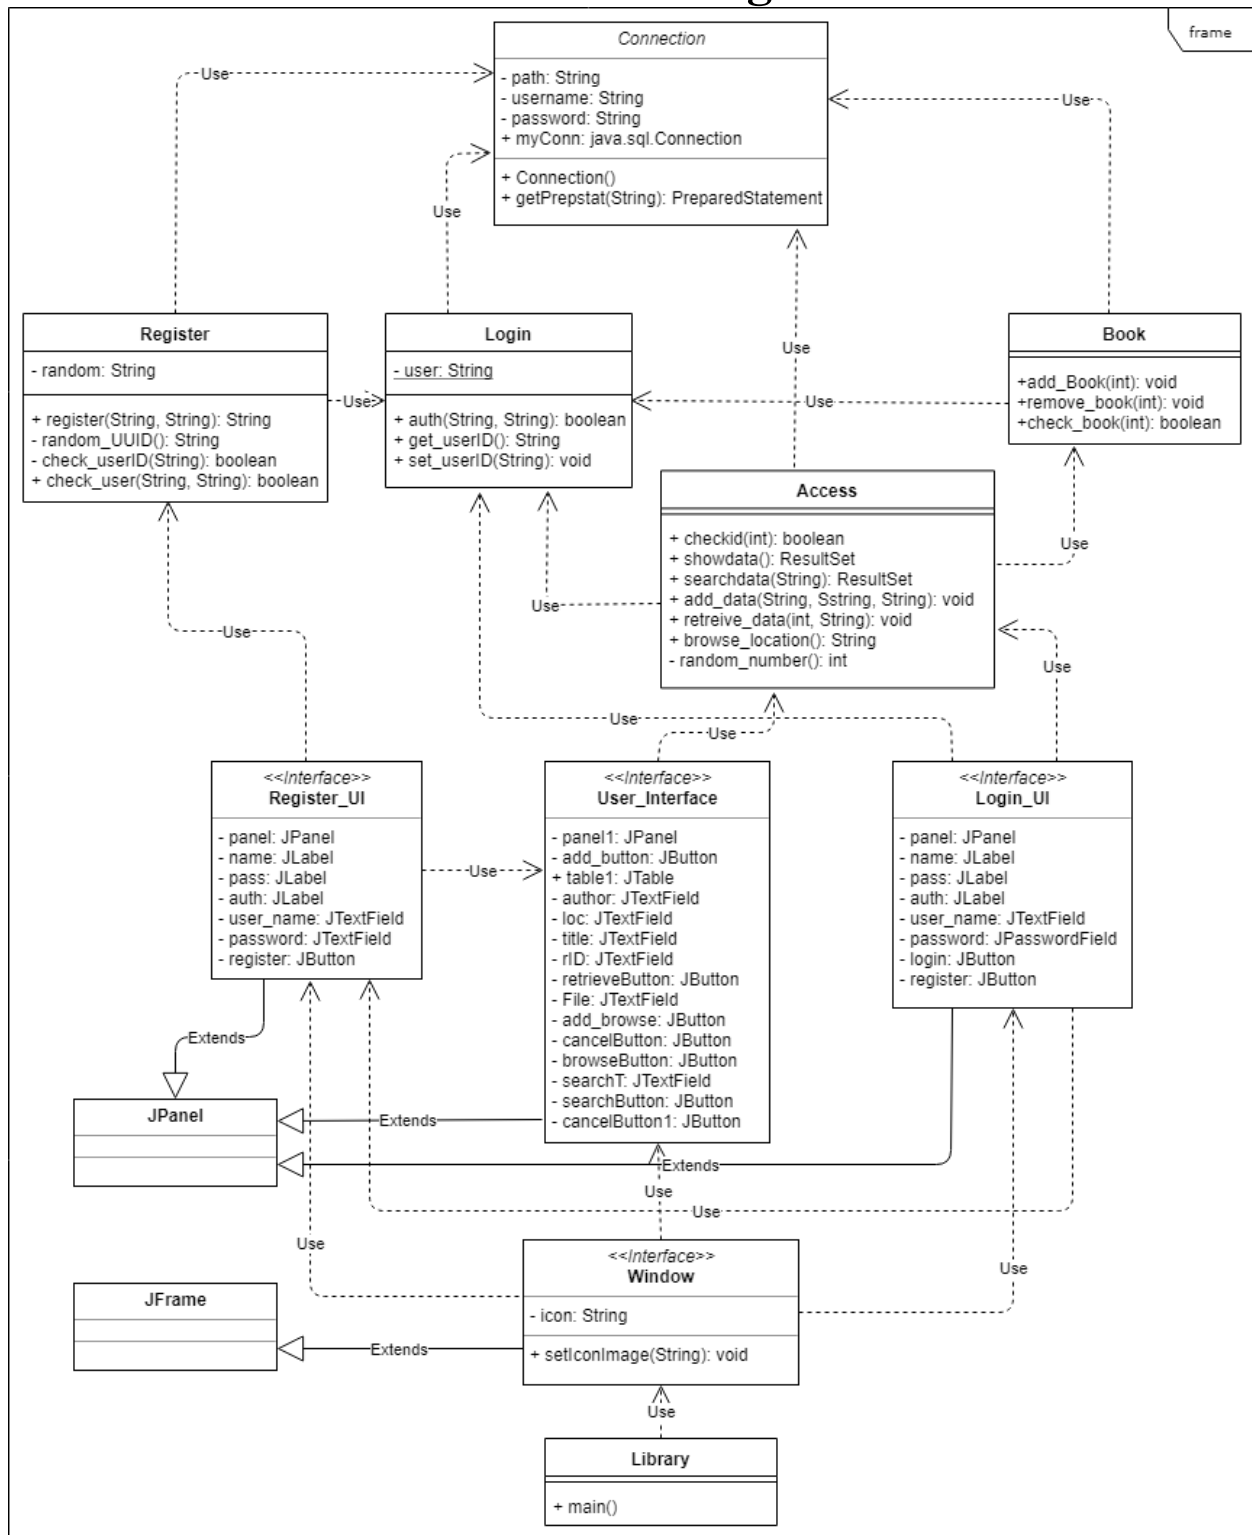 frame
Connection
- path: String
- username: String
- password: String
+ myConn: java.sql.Connection
+ Connection()
+ getPrepstat(String): PreparedStatement
Use
Use
Use
Use
Register
- random: String
+ register(String, String): String
- random_UUID(): String
- check_userID(String): boolean
+ check_user(String, String): boolean
Use
Login
- user: String
+ auth(String, String): boolean
+ get_userID(): String
+ set_userID(String): void
Use
Book
+add_Book(int): void
+remove_book(int): void
+check_book(int): boolean
Access
+ checkid(int): boolean
+ showdata(): ResultSet
+ searchdata(String): ResultSet
+ add_data(String, Sstring, String): void
+ retreive_data(int, String): void
+ browse_location(): String
- random_number(): int
Use
Use
Use
Use
Use
Use
<<Interface>>
Register_UI
- panel: JPanel
- name: JLabel
- pass: JLabel
- auth: JLabel
- user_name: JTextField
- password: JTextField
- register: JButton
Use
<<Interface>>
User_Interface
- panel1: JPanel
- add_button: JButton
+ table1: JTable
- author: JTextField
- loc: JTextField
- title: JTextField
- rID: JTextField
- retrieveButton: JButton
- File: JTextField
- add_browse: JButton
- cancelButton: JButton
- browseButton: JButton
- searchT: JTextField
- searchButton: JButton
- cancelButton1: JButton
<<Interface>>
Login_UI
- panel: JPanel
- name: JLabel
- pass: JLabel
- auth: JLabel
- user_name: JTextField
- password: JPasswordField
- login: JButton
- register: JButton
Extends
JPanel
Extends
Extends
Use
Use
Use
Use
<<Interface>>
Window
- icon: String
+ setIconImage(String): void
JFrame
Extends
Use
Library
+ main()